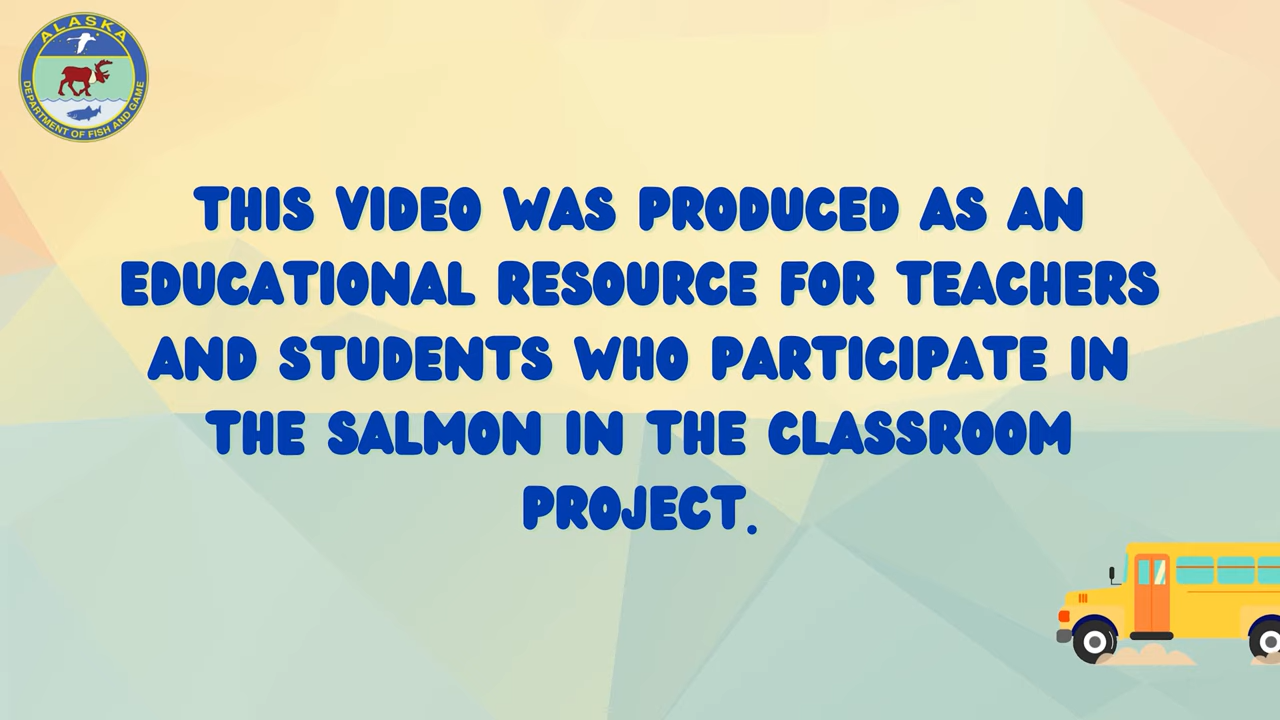 ALASKA
DEPARTMENT OF FISH AND GAME
THIS VIDEO WAS PRODUCED AS AN
EDUCATIONAL RESOURCE FOR TEACHERS
AND STUDENTS WHO PARTICIPATE IN
THE SALMON IN THE CLASSROOM
PROJECT.